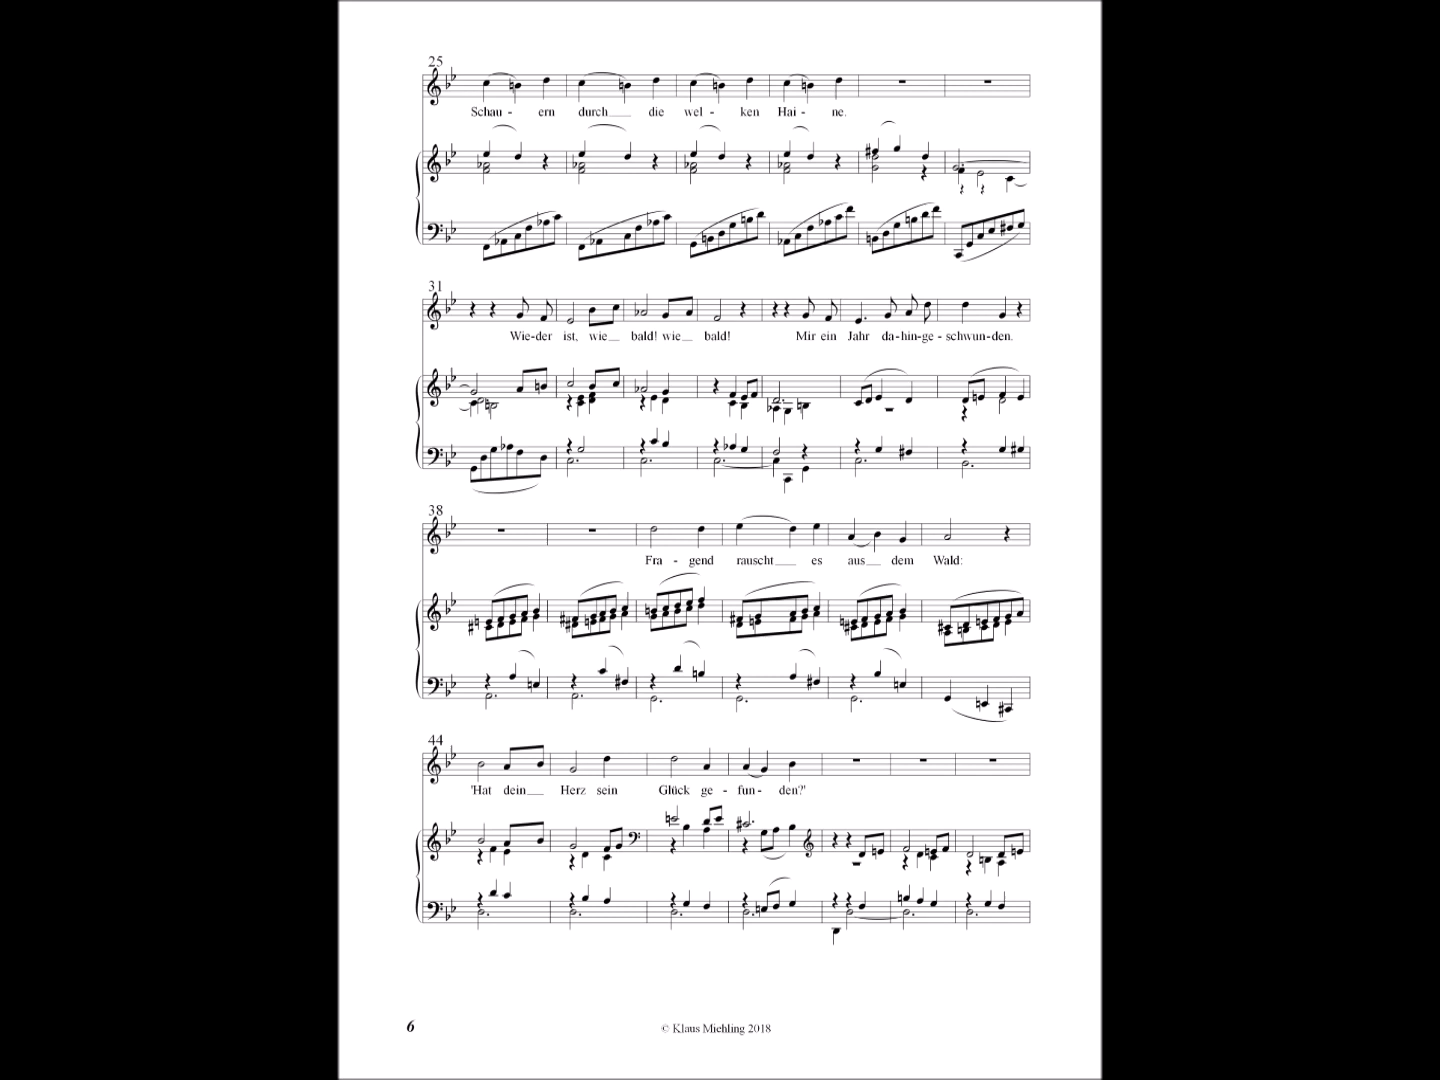 25
Schau - ern durch die wel - ken Hai - ne.
31
Wie-der ist, wie bald! wie bald! Mir ein Jahr da-hin-ge - schwun-den.
38
Fra - gend rauscht es aus dem Wald:
44
'Hat dein Herz sein Glück ge - fun - den?'
6
© Klaus Miehling 2018